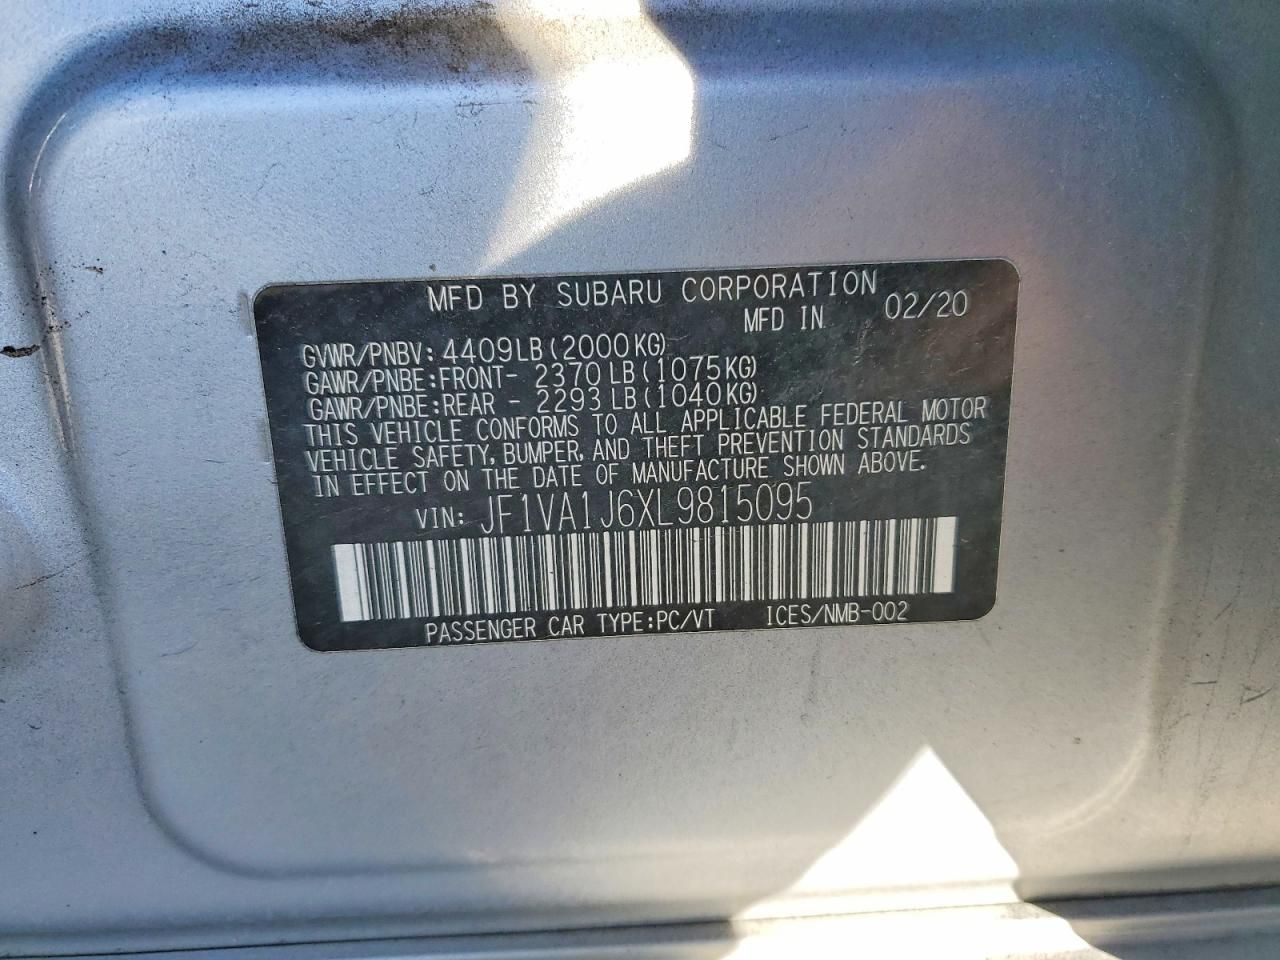 MFD BY SUBARU CORPORATION
MFD IN 02/20
GVWR/PNBV: 4409LB(2000KG)
GAWR/PNBE:FRONT- 2370LB(1075KG)
GAWR/PNBE:REAR - 2293LB(1040KG)
THIS VEHICLE CONFORMS TO ALL APPLICABLE FEDERAL MOTOR
VEHICLE SAFETY, BUMPER, AND THEFT PREVENTION STANDARDS
IN EFFECT ON THE DATE OF MANUFACTURE SHOWN ABOVE.
VIN: JF1VA1J6XL9815095
PASSENGER CAR TYPE:PC/VT ICES/NMB-002